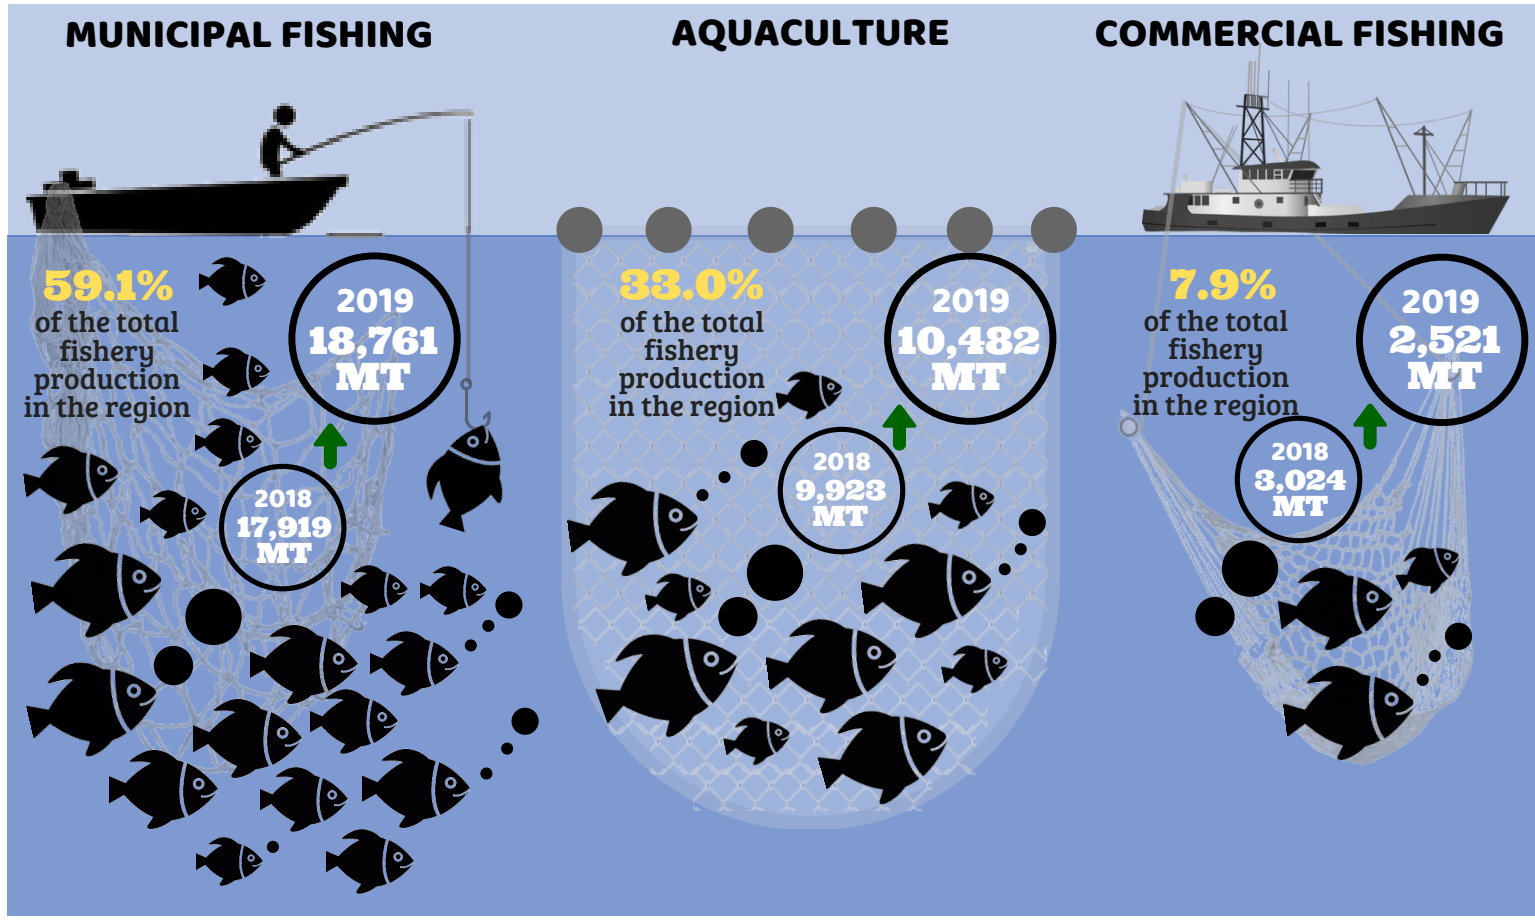 MUNICIPAL FISHING
59.1%
of the total
fishery
production
in the region
2019
18,761
MT
2018
17,919
MT
AQUACULTURE
33.0%
of the total
fishery
production
in the region
2019
10,482
MT
2018
9,923
MT
COMMERCIAL FISHING
7.9%
of the total
fishery
production
in the region
2019
2,521
MT
2018
3,024
MT